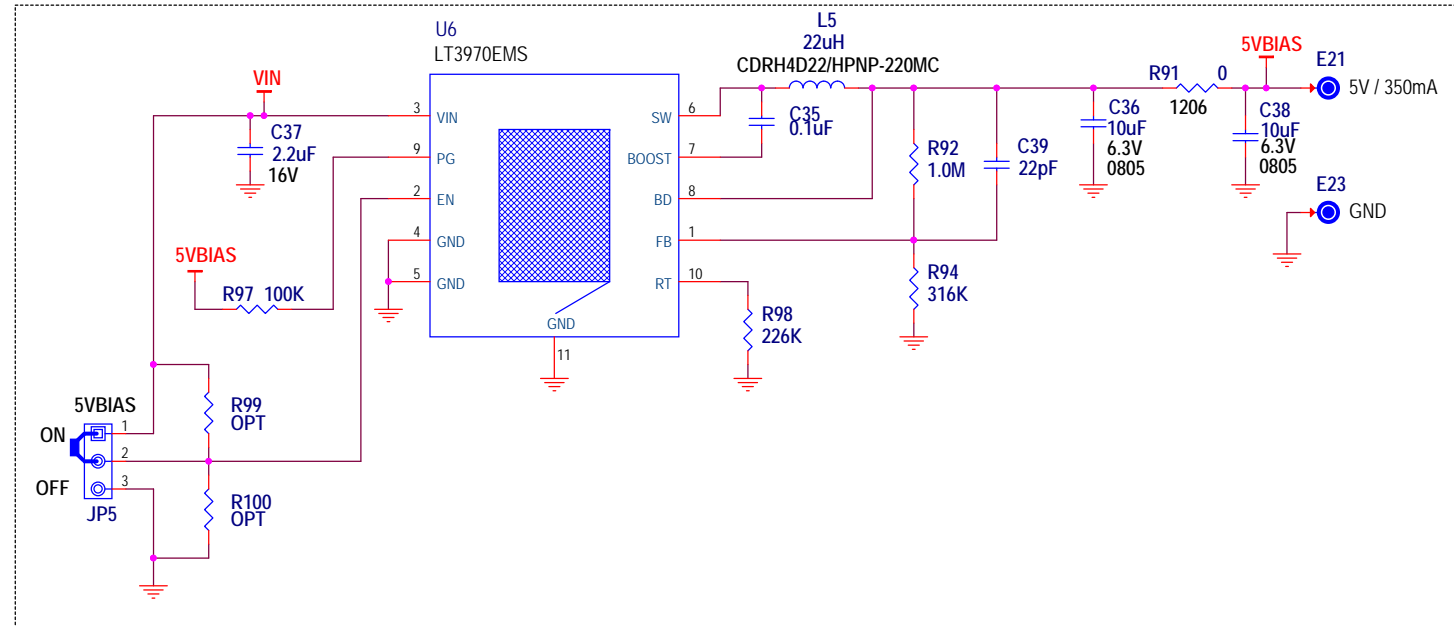 U6
LT3970EMS
L5
22uH
CDRH4D22/HPNP-220MC
VIN
C37
2.2uF
16V
3 VIN
9 PG
2 EN
4 GND
5 GND
SW 6
BOOST 7
BD 8
FB 1
RT 10
GND
11
C35
0.1uF
R92
1.0M
C39
22pF
C36
10uF
6.3V
0805
R91 0
1206
5VBIAS
C38
10uF
6.3V
0805
E21
5V / 350mA
E23
GND
R94
316K
R98
226K
5VBIAS
R97 100K
5VBIAS
ON
OFF
1
2
3
JP5
R99
OPT
R100
OPT